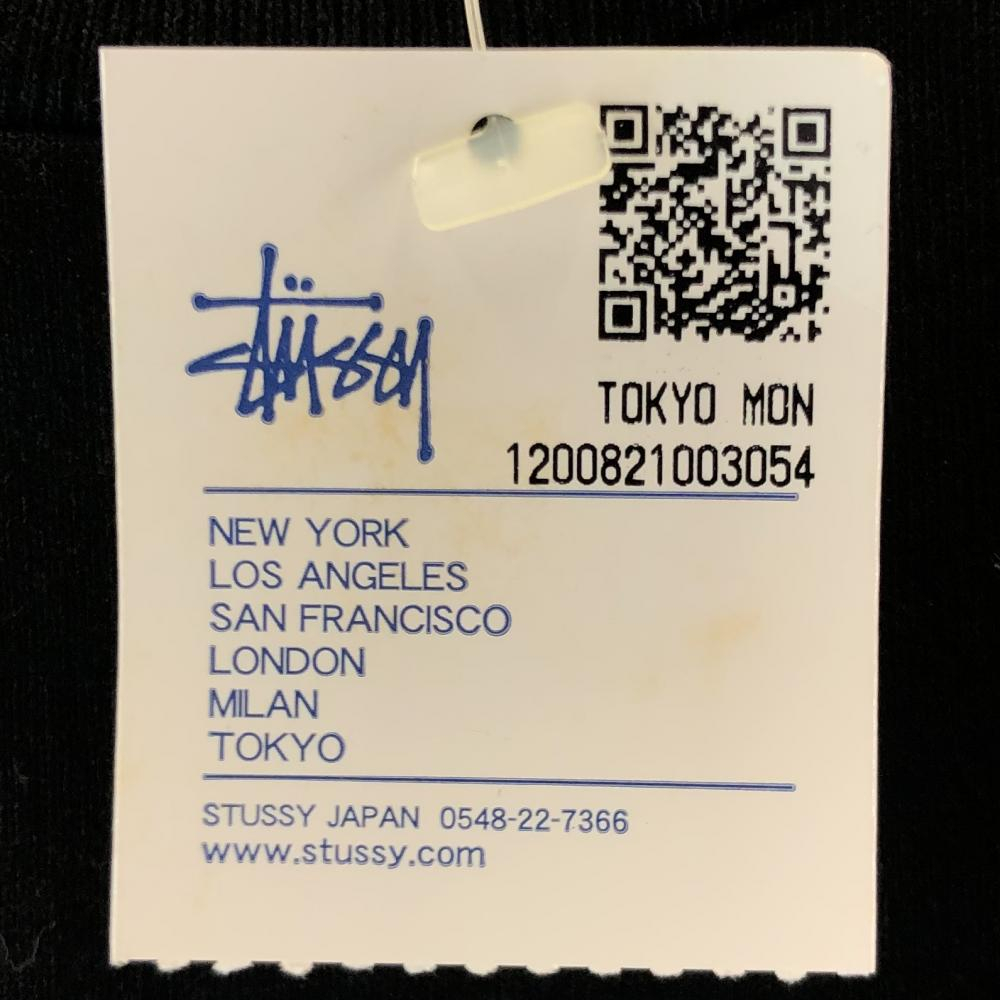 Stüssy
TOKYO MON
1200821003054
NEW YORK
LOS ANGELES
SAN FRANCISCO
LONDON
MILAN
TOKYO
STUSSY JAPAN 0548-22-7366
www.stussy.com